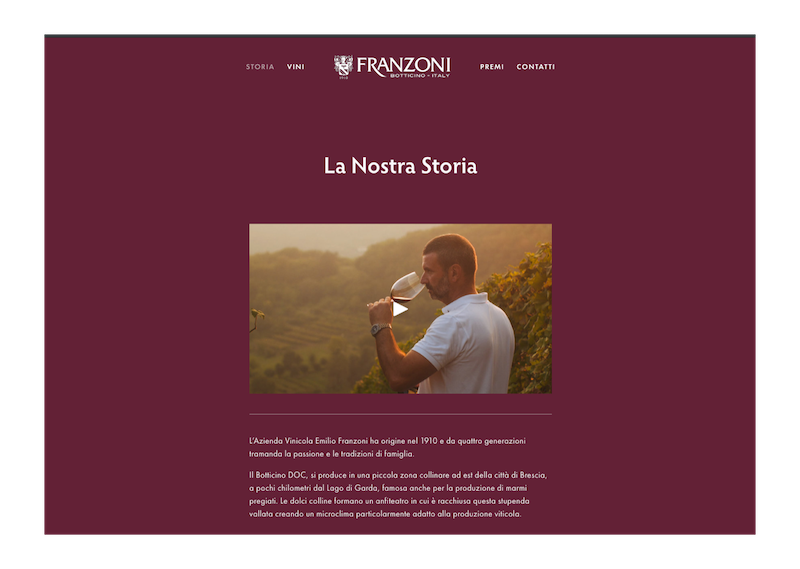 STORIA VINI FRANZONI PREMI CONTATTI
BOTTICINO - ITALY
1910
La Nostra Storia
L'Azienda Vinicola Emilio Franzoni ha origine nel 1910 e da quattro generazioni
tramanda la passione e le tradizioni di famiglia.
Il Botticino DOC, si produce in una piccola zona collinare ad est della città di Brescia,
a pochi chilometri dal Lago di Garda, famosa anche per la produzione di marmi
pregiati. Le dolci colline formano un anfiteatro in cui è racchiusa questa stupenda
vallata creando un microclima particolarmente adatto alla produzione viticola.